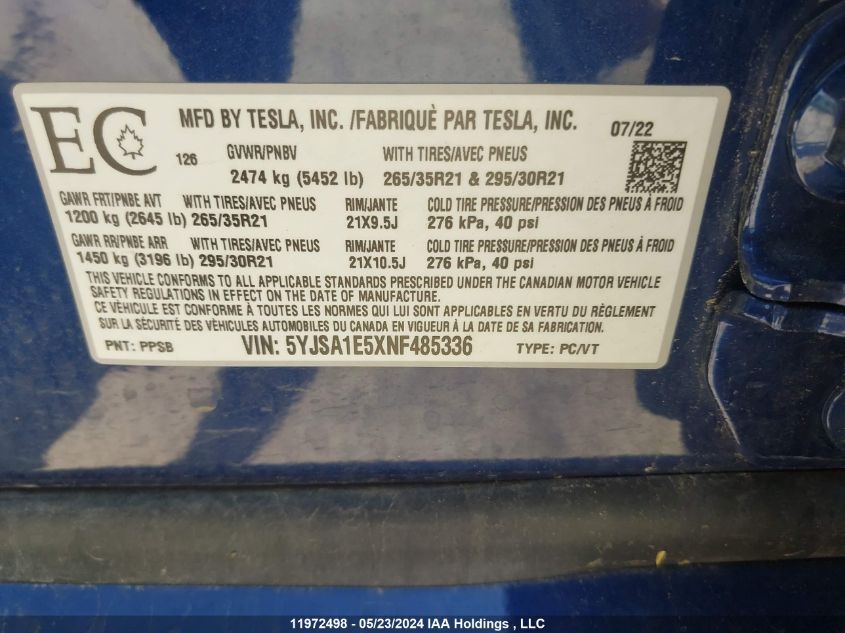 EC
MFD BY TESLA, INC. /FABRIQUÈ PAR TESLA, INC. 07/22
126 GVWR/PNBV WITH TIRES/AVEC PNEUS
2474 kg (5452 lb) 265/35R21 & 295/30R21
GAWR FRT/PNBE AVT WITH TIRES/AVEC PNEUS RIM/JANTE COLD TIRE PRESSURE/PRESSION DES PNEUS À FROID
1200 kg (2645 lb) 265/35R21 21X9.5J 276 kPa, 40 psi
GAWR RR/PNBE ARR WITH TIRES/AVEC PNEUS RIM/JANTE COLD TIRE PRESSURE/PRESSION DES PNEUS À FROID
1450 kg (3196 lb) 295/30R21 21X10.5J 276 kPa, 40 psi
THIS VEHICLE CONFORMS TO ALL APPLICABLE STANDARDS PRESCRIBED UNDER THE CANADIAN MOTOR VEHICLE
SAFETY REGULATIONS IN EFFECT ON THE DATE OF MANUFACTURE.
CE VÉHICULE EST CONFORME À TOUTES LES NORMES QUI LUI SONT APPLICABLES EN VERTU DU RÈGLEMENT
SUR LA SÉCURITÉ DES VÉHICULES AUTOMOBILES DU CANADA EN VIGUEUR À LA DATE DE SA FABRICATION.
PNT: PPSB VIN: 5YJSA1E5XNF485336 TYPE: PC/VT
11972498 - 05/23/2024 IAA Holdings , LLC